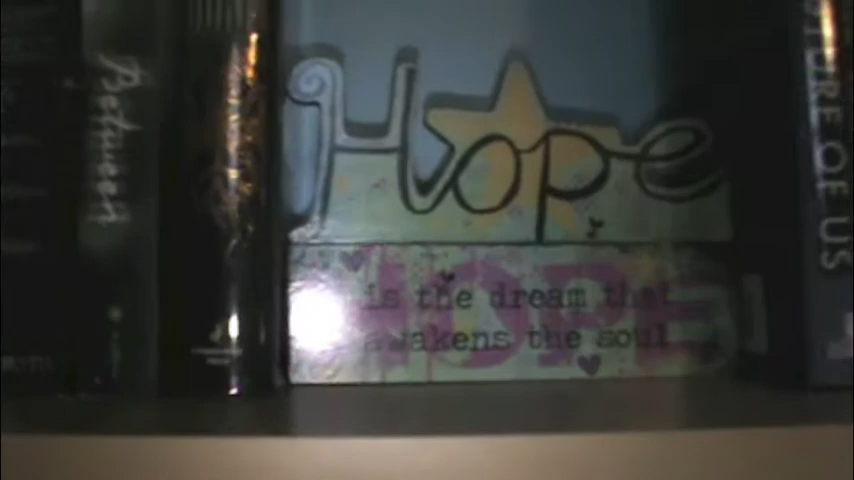 Between
Hope
HOPE
is the dream that
awakens the soul
URE OF US